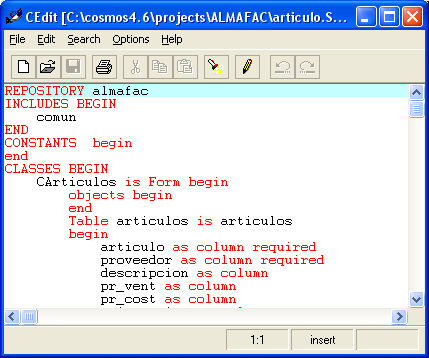 CEdit [C:\cosmos4.6\projects\ALMAFAC\articulo.S...
File Edit Search Options Help
REPOSITORY almafac
INCLUDES BEGIN
comun
END
CONSTANTS begin
end
CLASSES BEGIN
CArticulos is Form begin
objects begin
end
Table articulos is articulos
begin
articulo as column required
proveedor as column required
descripcion as column
pr_vent as column
pr_cost as column
1:1 insert